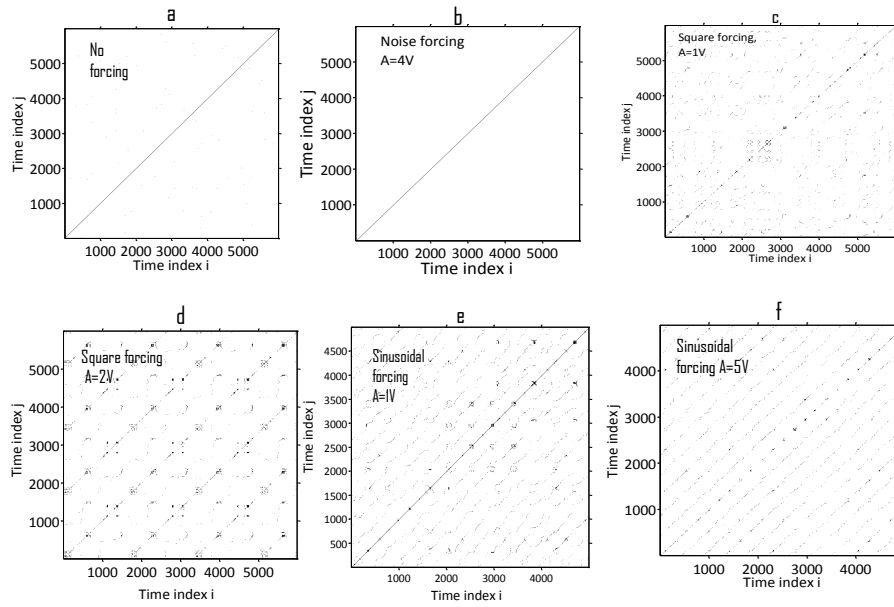 a
No
forcing
5000
4000
3000
2000
1000
Time index j
1000 2000 3000 4000 5000
Time index i
b
Noise forcing
A=4V
5000
4000
3000
2000
1000
Time index j
1000 2000 3000 4000 5000
Time index i
c
Square forcing,
A=1V
5000
4000
3000
2000
1000
Time index j
1000 2000 3000 4000 5000
Time index i
d
Square forcing
A=2V
5000
4000
3000
2000
1000
Time index j
1000 2000 3000 4000 5000
Time index i
e
Sinusoidal
forcing
A=1V
4500
4000
3500
3000
2500
2000
1500
1000
500
Time index j
1000 2000 3000 4000
Time index i
f
Sinusoidal
forcing A=5V
4000
3000
2000
1000
Time index j
1000 2000 3000 4000
Time index i